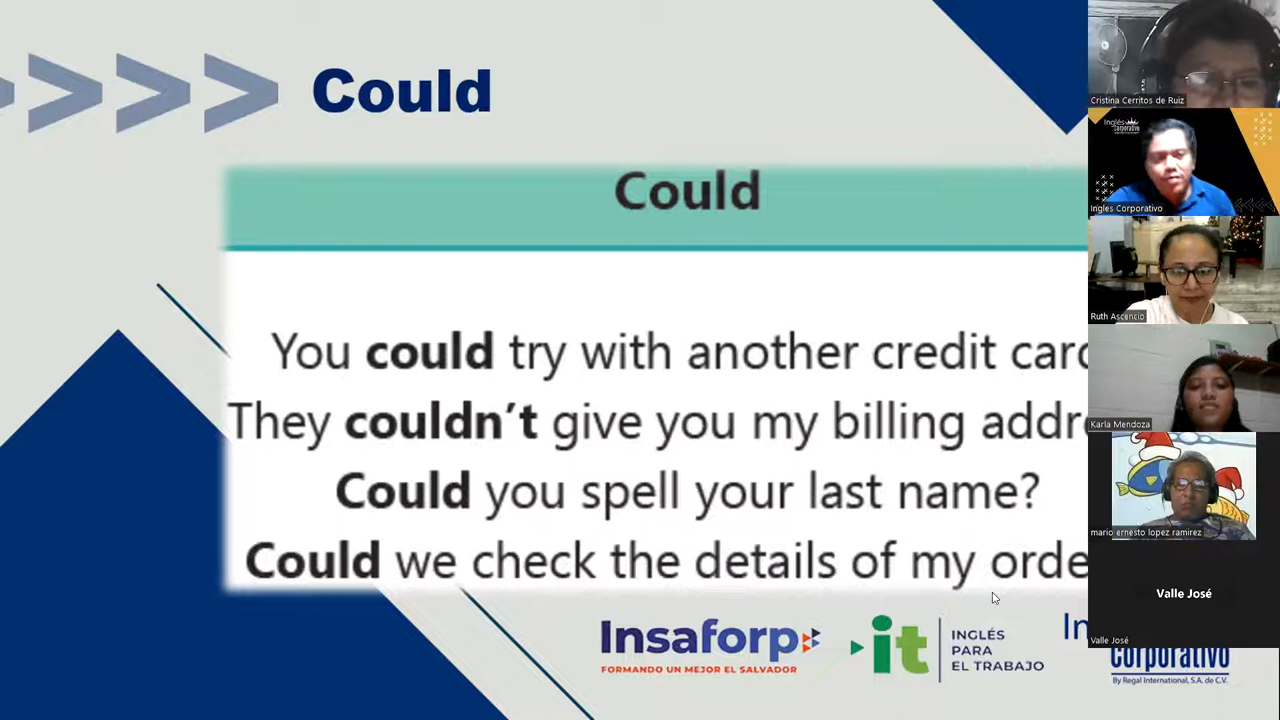 Could
Could
You could try with another credit card
They couldn't give you my billing addre
Could you spell your last name?
Could we check the details of my orde
Insaforp
FORMANDO UN MEJOR EL SALVADOR
it
INGLÉS
PARA
EL TRABAJO
In
corporativo
By Regal International, S.A. de C.V.
Cristina Cerritos de Ruiz
Inglés
corporativo
Ingles Corporativo
Ruth Ascencio
Karla Mendoza
mario ernesto lopez ramirez
Valle José
Valle José